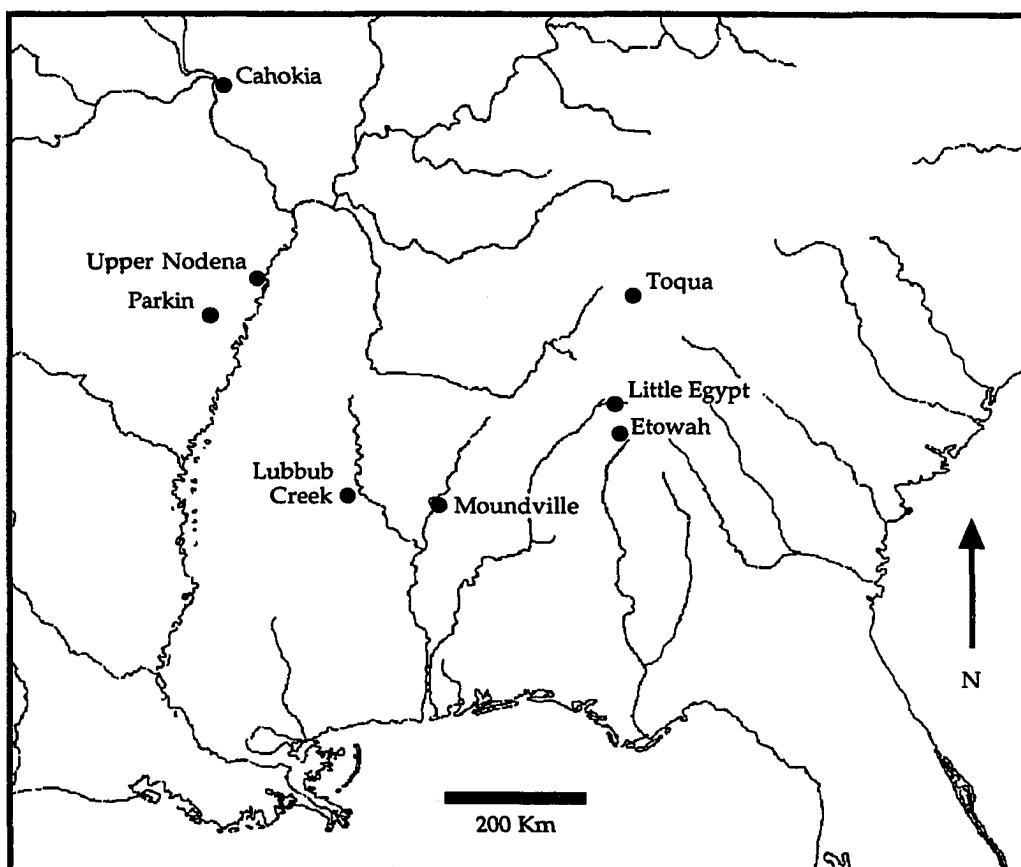 Cahokia
Upper Nodena
Parkin
Toqua
Little Egypt
Etowah
Lubbub
Creek
Moundville
N
200 Km